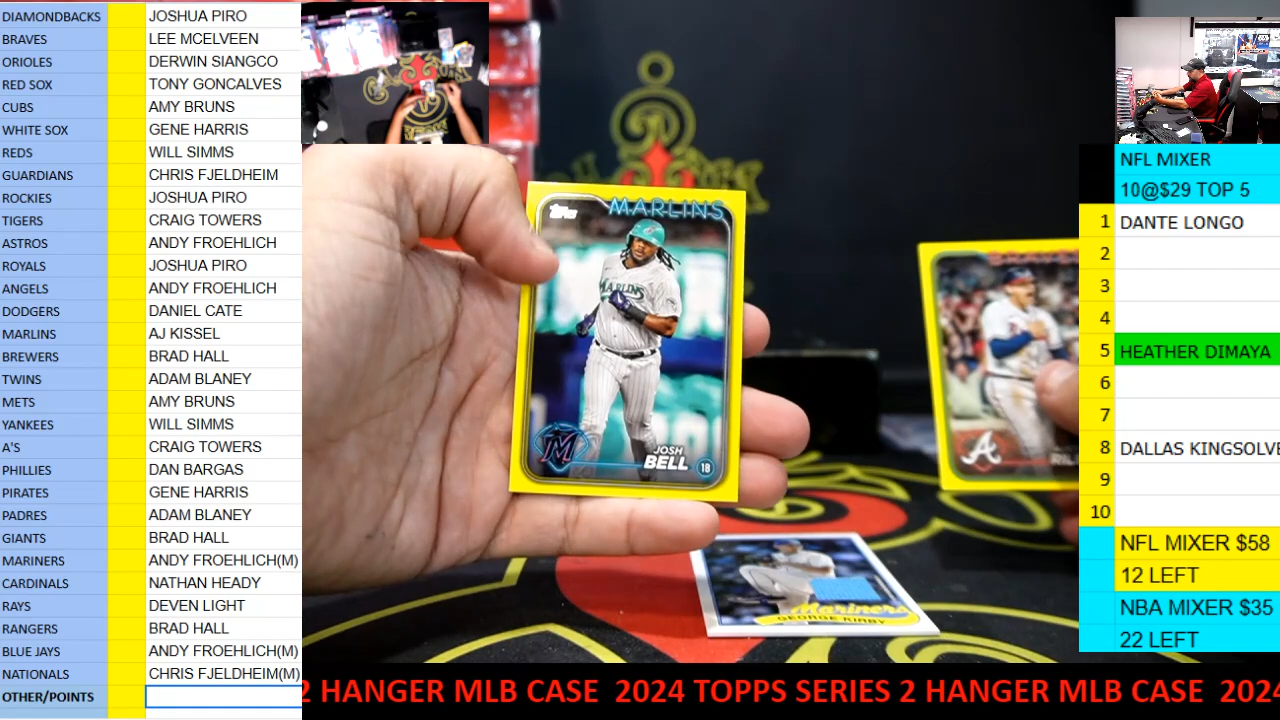 DIAMONDBACKS JOSHUA PIRO
BRAVES LEE MCELVEEN
ORIOLES DERWIN SIANGCO
RED SOX TONY GONCALVES
CUBS AMY BRUNS
WHITE SOX GENE HARRIS
REDS WILL SIMMS
GUARDIANS CHRIS FJELDHEIM
ROCKIES JOSHUA PIRO
TIGERS CRAIG TOWERS
ASTROS ANDY FROEHLICH
ROYALS JOSHUA PIRO
ANGELS ANDY FROEHLICH
DODGERS DANIEL CATE
MARLINS AJ KISSEL
BREWERS BRAD HALL
TWINS ADAM BLANEY
METS AMY BRUNS
YANKEES WILL SIMMS
A'S CRAIG TOWERS
PHILLIES DAN BARGAS
PIRATES GENE HARRIS
PADRES ADAM BLANEY
GIANTS BRAD HALL
MARINERS ANDY FROEHLICH(M)
CARDINALS NATHAN HEADY
RAYS DEVEN LIGHT
RANGERS BRAD HALL
BLUE JAYS ANDY FROEHLICH(M)
NATIONALS CHRIS FJELDHEIM(M)
OTHER/POINTS
Topps
MARLINS
MARLINS
M
JOSH
BELL 18
BRAVES
A
Mariners
GEORGE KIRBY
NFL MIXER
10@$29 TOP 5
1 DANTE LONGO
2
3
4
5 HEATHER DIMAYA
6
7
8 DALLAS KINGSOLVE
9
10
NFL MIXER $58
12 LEFT
NBA MIXER $35
22 LEFT
2 HANGER MLB CASE 2024 TOPPS SERIES 2 HANGER MLB CASE 2024